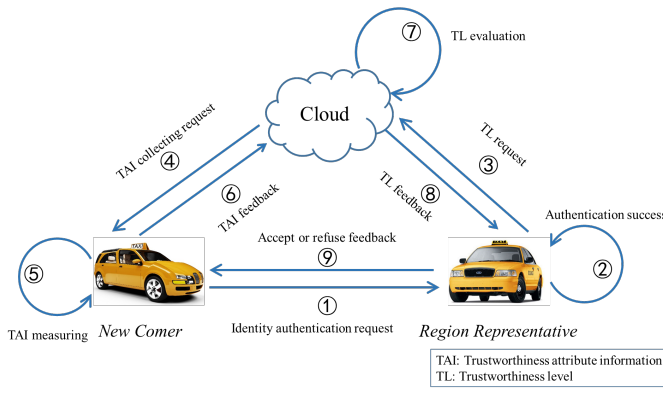 ⑦
TL evaluation
Cloud
TAI collecting request
④
⑥
TAI feedback
TL request
③
⑧
TL feedback
Authentication success
②
⑤
TAI measuring
TAXI
Accept or refuse feedback
⑨
①
Identity authentication request
New Comer
Region Representative
TAI: Trustworthiness attribute information
TL: Trustworthiness level